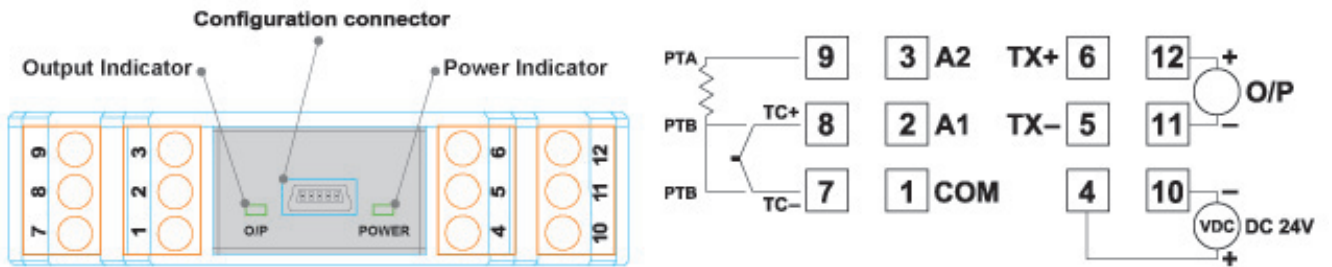 Configuration connector
Output Indicator
Power Indicator
9 3 6 12
8 2 5 11
7 1 4 10
O/P POWER
PTA 9 3 A2 TX+ 6 12 +
O/P
PTB TC+ 8 2 A1 TX– 5 11 –
PTB TC– 7 1 COM 4 10 –
VDC DC 24V
+